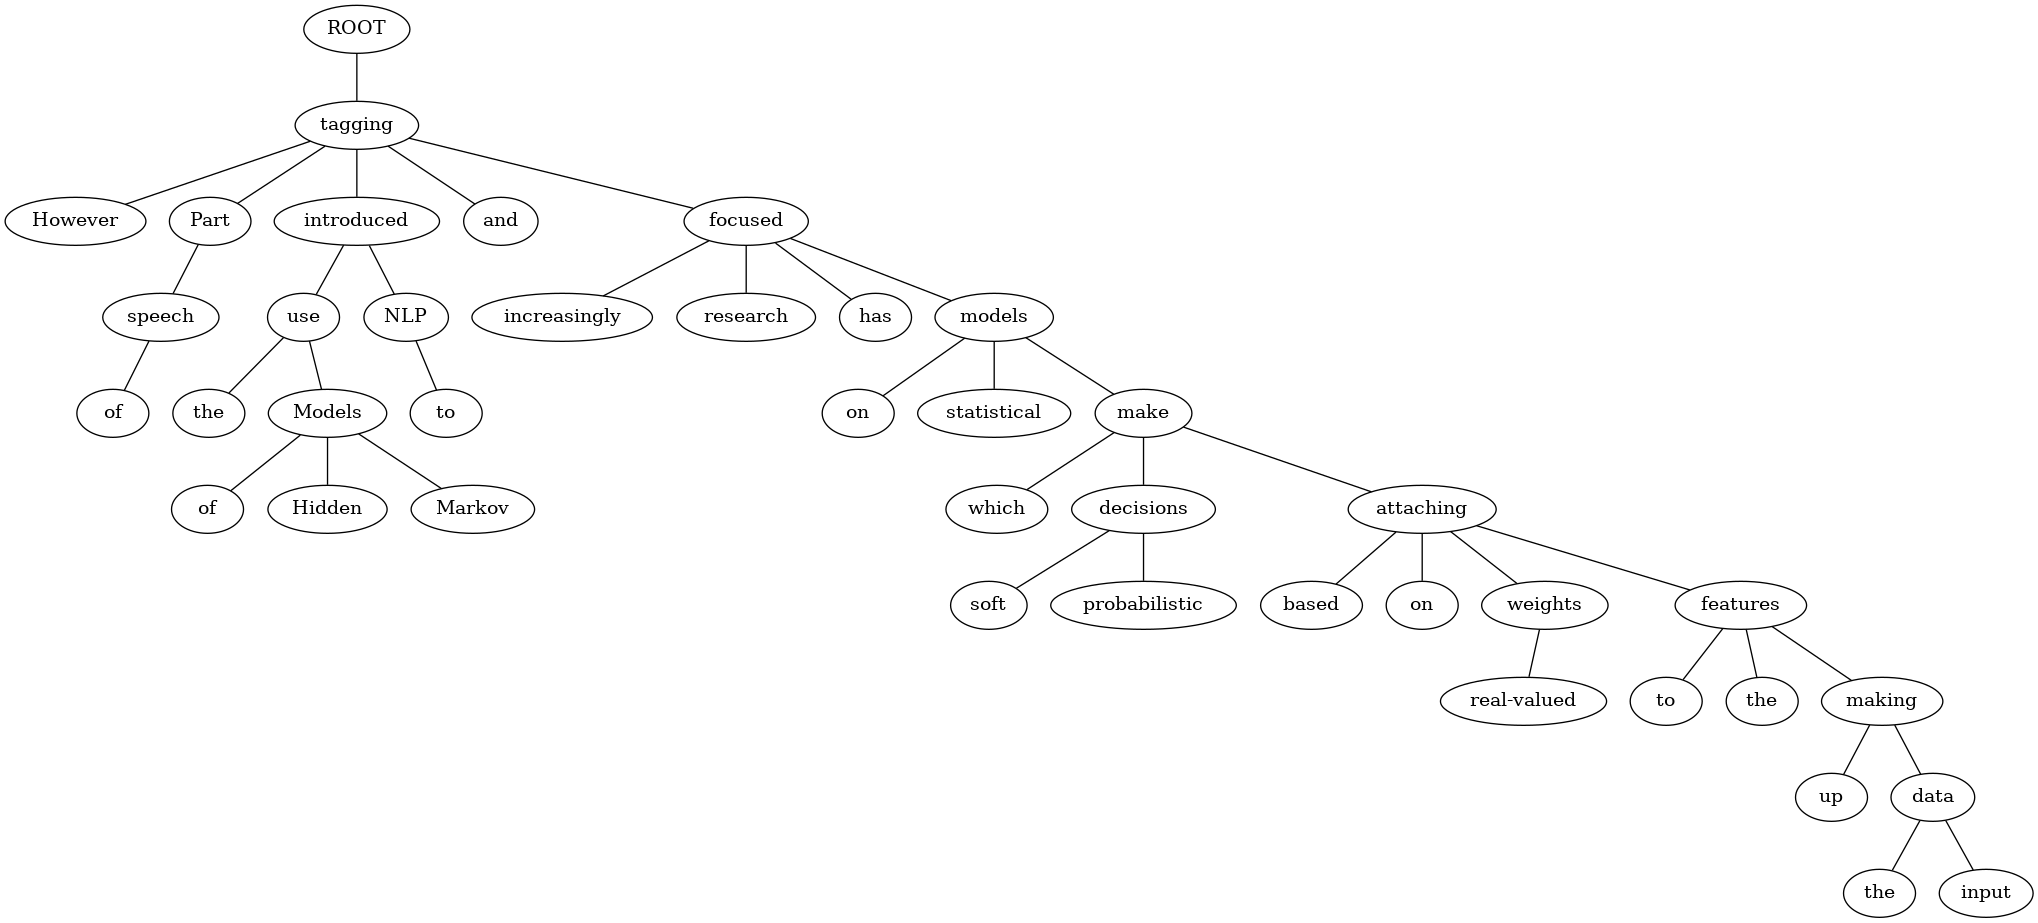 ROOT
tagging
However Part introduced and focused
speech use NLP increasingly research has models
of the Models to on statistical make
of Hidden Markov which decisions attaching
soft probabilistic based on weights features
real-valued to the making
up data
the input